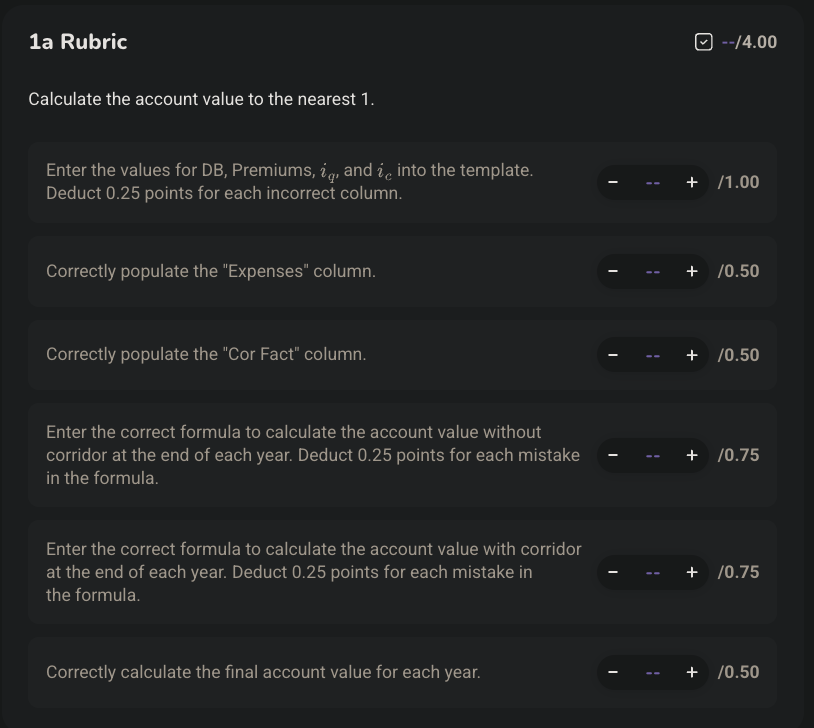 1a Rubric
--/4.00
Calculate the account value to the nearest 1.
Enter the values for DB, Premiums, i_q, and i_c into the template.
Deduct 0.25 points for each incorrect column.
− -- + /1.00
Correctly populate the "Expenses" column.
− -- + /0.50
Correctly populate the "Cor Fact" column.
− -- + /0.50
Enter the correct formula to calculate the account value without
corridor at the end of each year. Deduct 0.25 points for each mistake
in the formula.
− -- + /0.75
Enter the correct formula to calculate the account value with corridor
at the end of each year. Deduct 0.25 points for each mistake in
the formula.
− -- + /0.75
Correctly calculate the final account value for each year.
− -- + /0.50